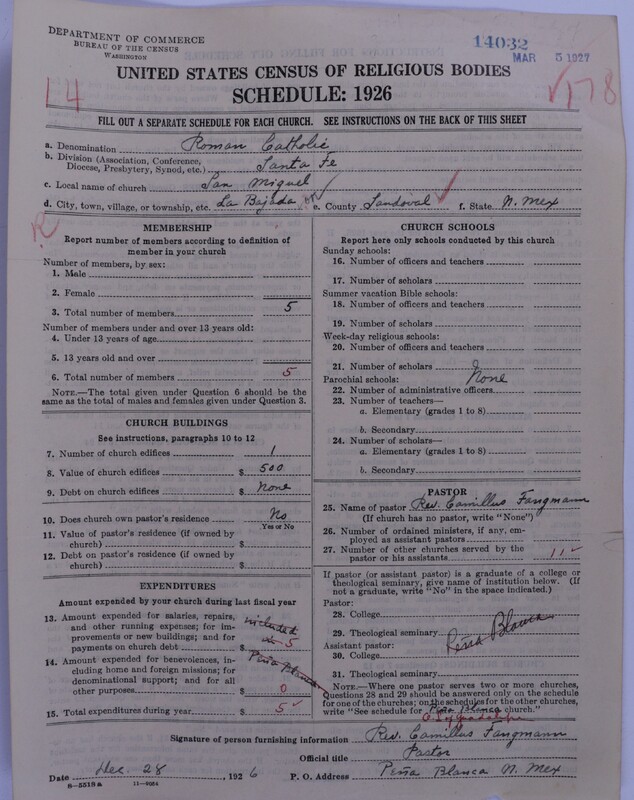 DEPARTMENT OF COMMERCE
BUREAU OF THE CENSUS
WASHINGTON
14032
MAR 5 1927
UNITED STATES CENSUS OF RELIGIOUS BODIES
SCHEDULE: 1926
14
178
FILL OUT A SEPARATE SCHEDULE FOR EACH CHURCH. SEE INSTRUCTIONS ON THE BACK OF THIS SHEET
a. Denomination Roman Catholic
b. Division (Association, Conference, Diocese, Presbytery, Synod, etc.) Santa Fe
c. Local name of church San Miguel
d. City, town, village, or township, etc. La Bajada e. County Sandoval f. State N. Mex
R
MEMBERSHIP
Report number of members according to definition of
member in your church
Number of members, by sex:
1. Male
2. Female
3. Total number of members 5
Number of members under and over 13 years old:
4. Under 13 years of age
5. 13 years old and over
6. Total number of members 5
NOTE.—The total given under Question 6 should be
same as the total of males and females given under Question 3.
CHURCH BUILDINGS
See instructions, paragraphs 10 to 12
7. Number of church edifices 1
8. Value of church edifices $ 500
9. Debt on church edifices $ None
10. Does church own pastor's residence No
Yes or No
11. Value of pastor's residence (if owned by
church) $
12. Debt on pastor's residence (if owned by
church) $
EXPENDITURES
Amount expended by your church during last fiscal year
13. Amount expended for salaries, repairs,
and other running expenses; for im-
provements or new buildings; and for
payments on church debt $ included 5
14. Amount expended for benevolences, in-
cluding home and foreign missions; for
denominational support; and for all
other purposes $ Peña Blanca 0
15. Total expenditures during year $ 5
CHURCH SCHOOLS
Report here only schools conducted by this church
Sunday schools:
16. Number of officers and teachers
17. Number of scholars
Summer vacation Bible schools:
18. Number of officers and teachers
19. Number of scholars
Week-day religious schools:
20. Number of officers and teachers
21. Number of scholars
Parochial schools: None
22. Number of administrative officers
23. Number of teachers—
a. Elementary (grades 1 to 8)
b. Secondary
24. Number of scholars—
a. Elementary (grades 1 to 8)
b. Secondary
PASTOR
25. Name of pastor Rev. Camillus Fangmann
(If church has no pastor, write "None")
26. Number of ordained ministers, if any, em-
ployed as assistant pastors
27. Number of other churches served by the
pastor or his assistants 11
If pastor (or assistant pastor) is a graduate of a college or
theological seminary, give name of institution below. (If
not a graduate, write "No" in the space indicated.)
Pastor:
28. College
29. Theological seminary Peña Blanca
Assistant pastor:
30. College
31. Theological seminary
NOTE.—Where one pastor serves two or more churches,
Questions 28 and 29 should be answered only on the schedule
for one of the churches; on the schedules for the other churches,
write "See schedule for Peña Blanca church."
Signature of person furnishing information Rev. Camillus Fangmann
Official title Pastor
Date Dec. 28, 1926 P. O. Address Peña Blanca N. Mex
8-5518a 11-9284